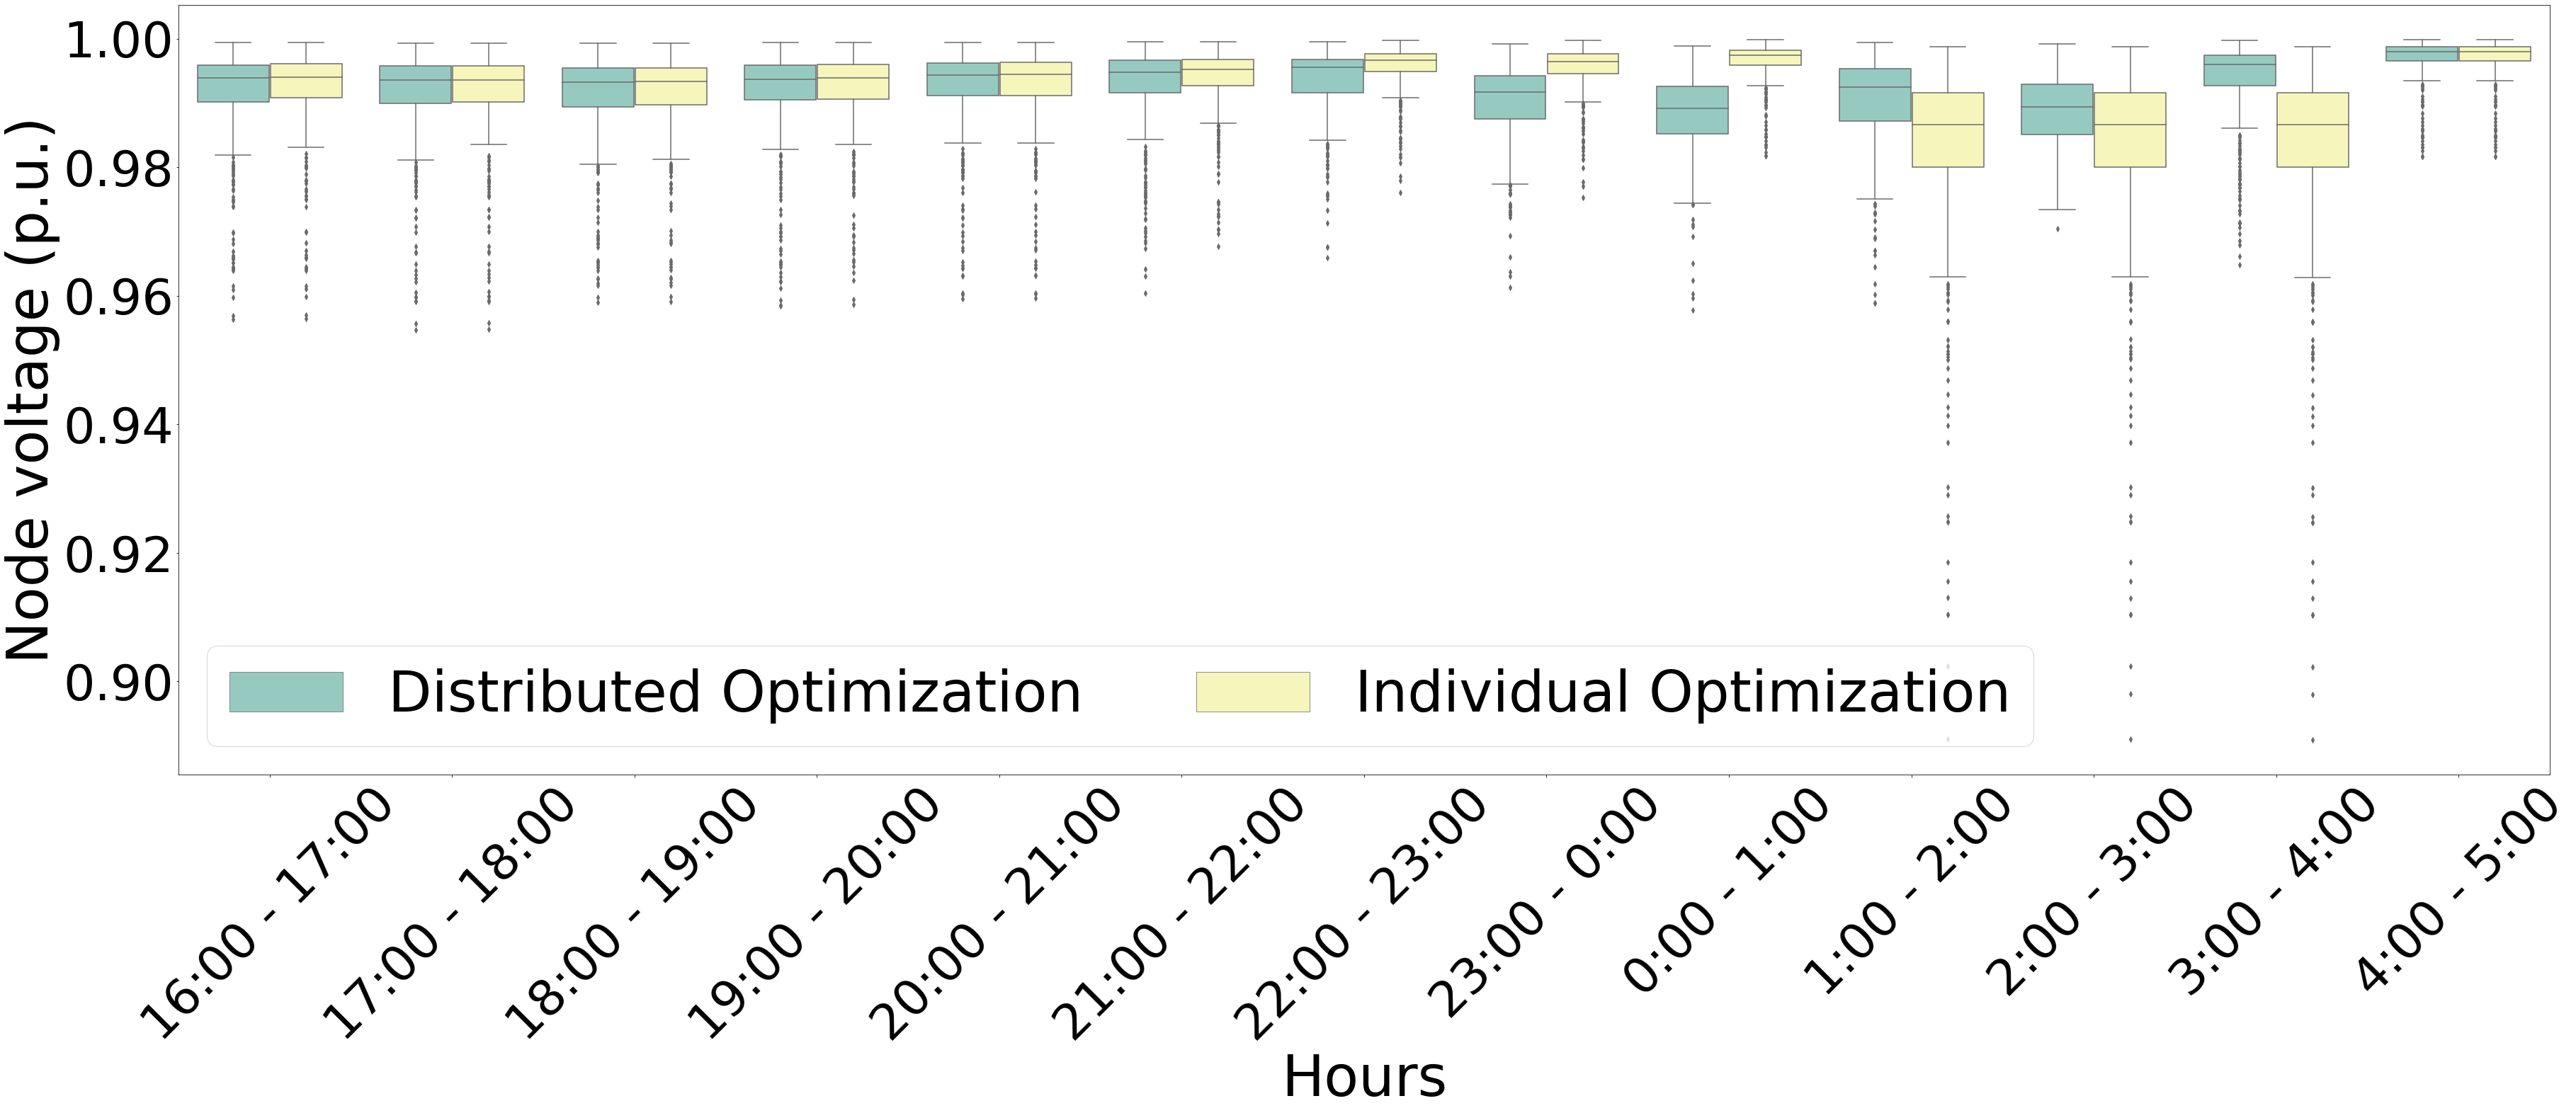 Node voltage (p.u.)
1.00
0.98
0.96
0.94
0.92
0.90
Distributed Optimization
Individual Optimization
16:00 - 17:00
17:00 - 18:00
18:00 - 19:00
19:00 - 20:00
20:00 - 21:00
21:00 - 22:00
22:00 - 23:00
23:00 - 0:00
0:00 - 1:00
1:00 - 2:00
2:00 - 3:00
3:00 - 4:00
4:00 - 5:00
Hours